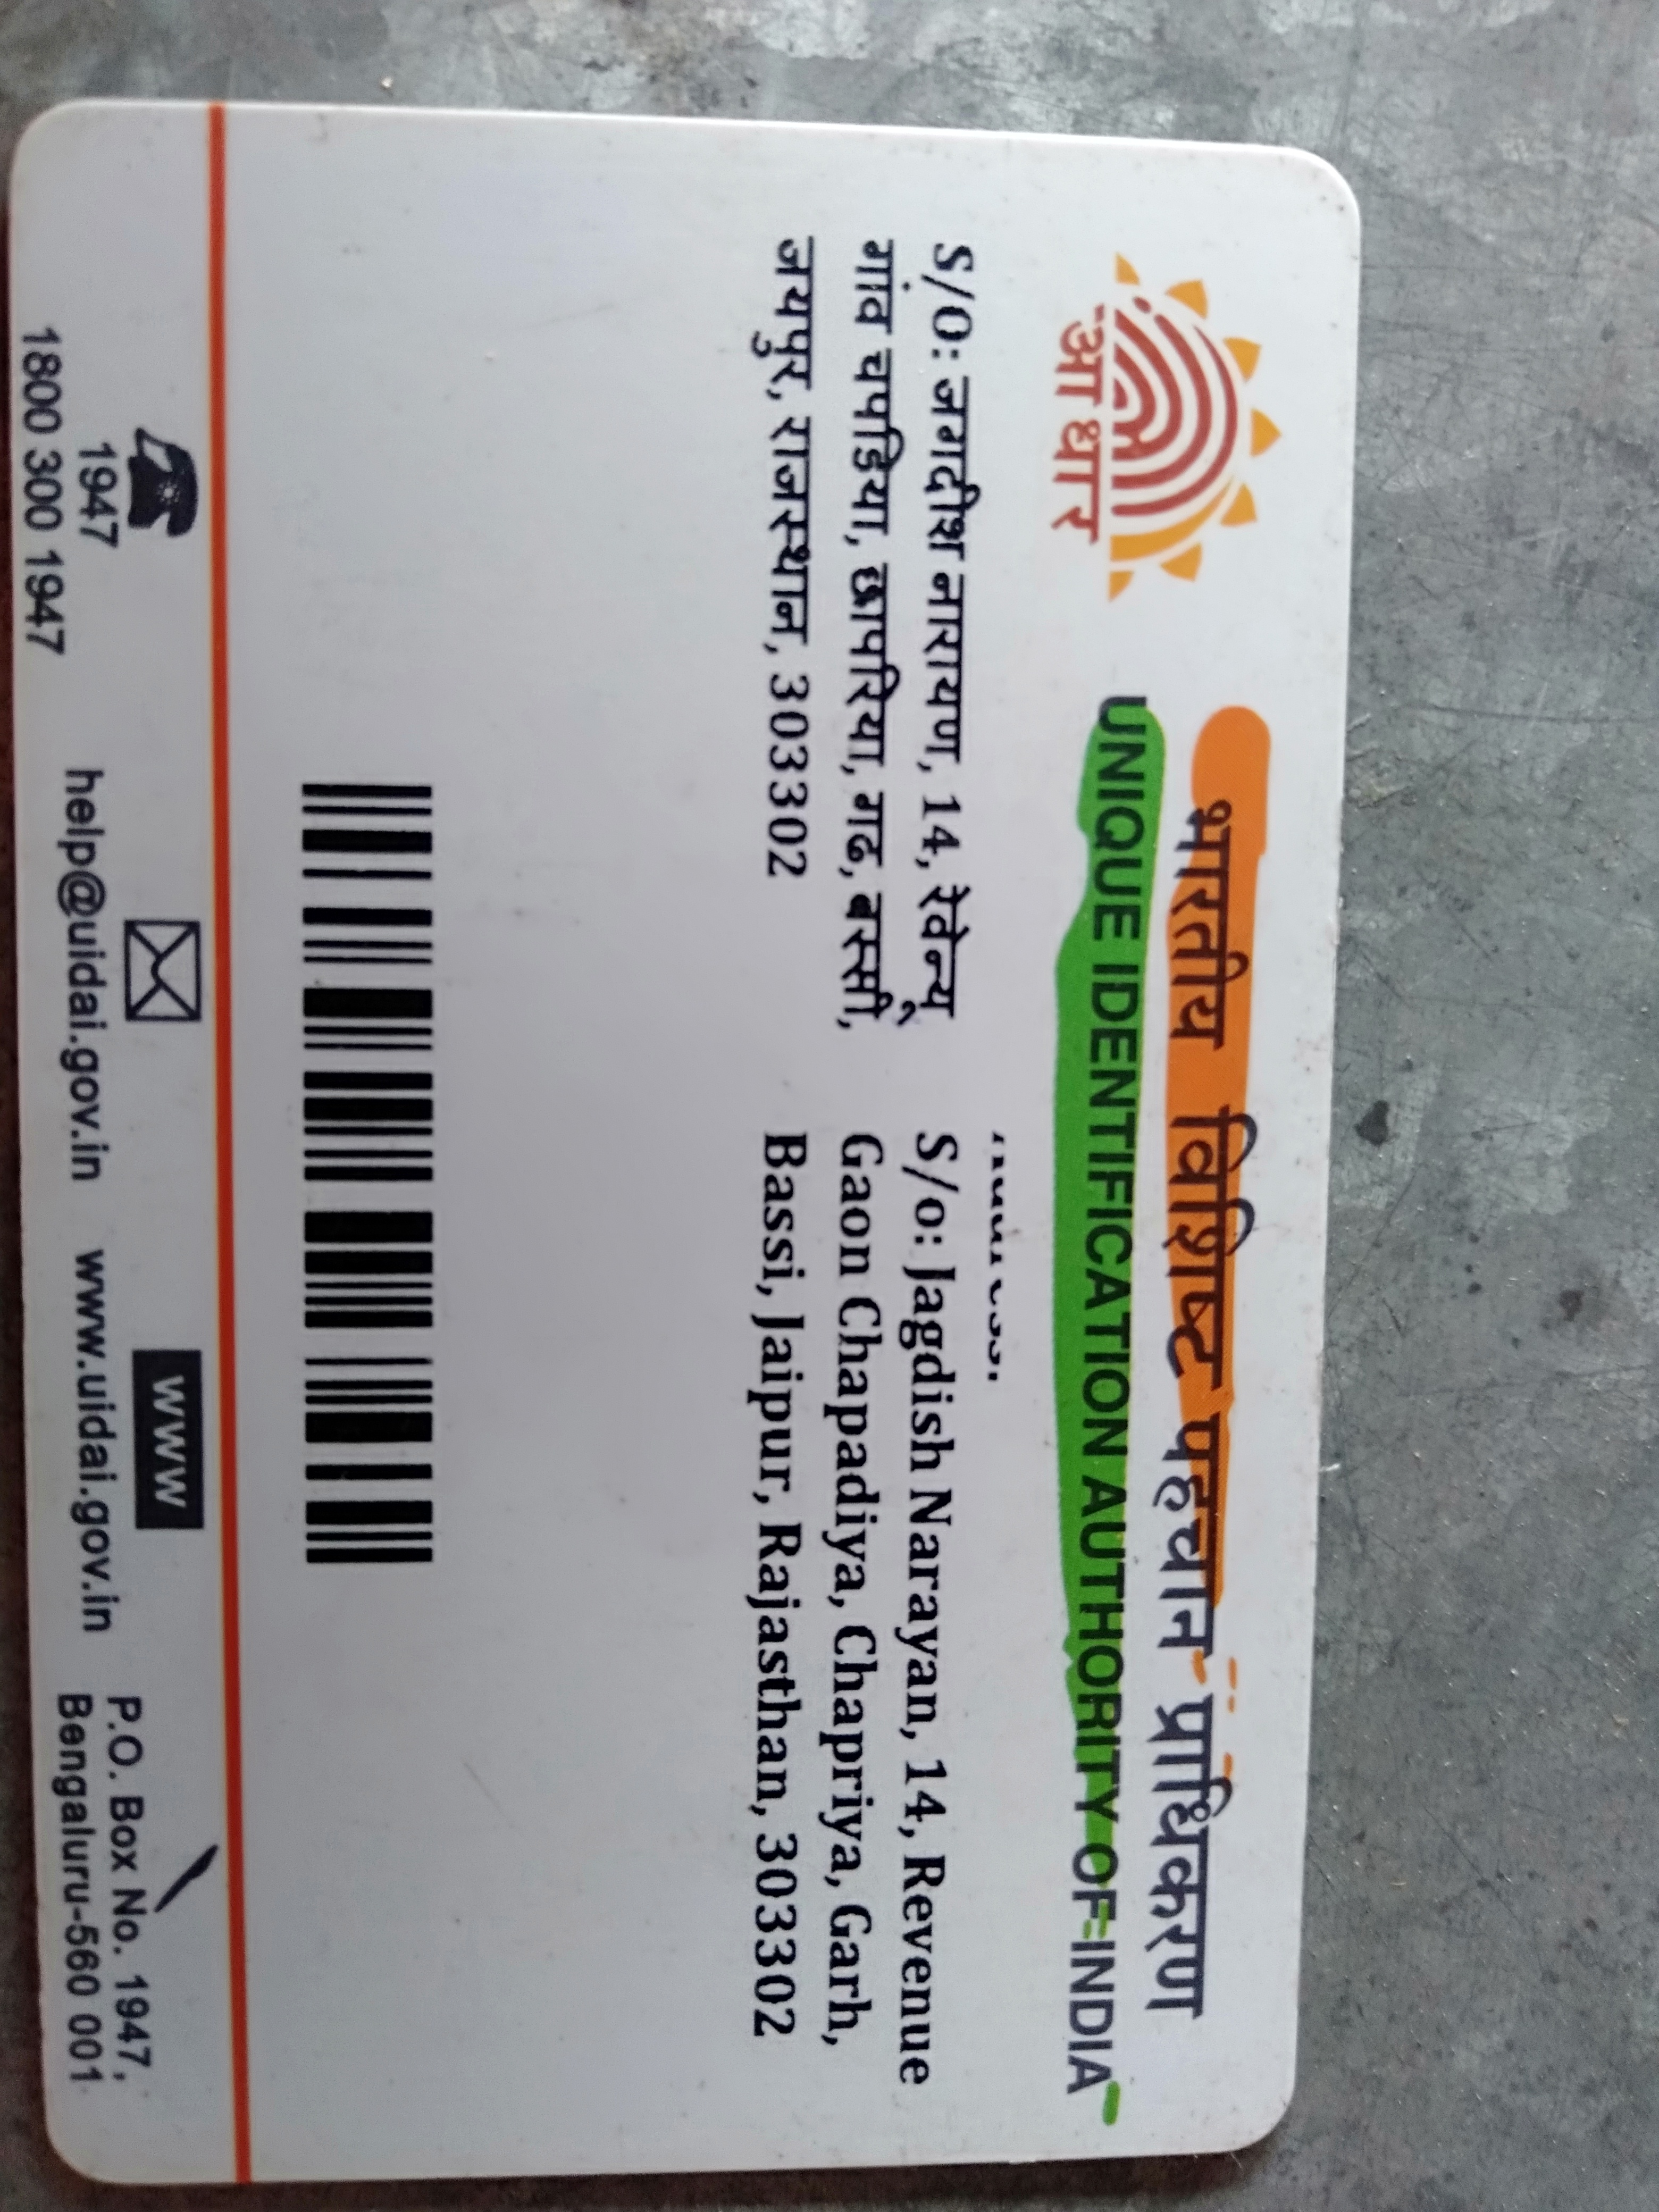 भारतीय विशिष्ट पहचान प्राधिकरण
UNIQUE IDENTIFICATION AUTHORITY OF INDIA
आधार
S/O: जगदीश नारायण, 14, रेवेन्यू
गांव चपडिया, छापरिया, गढ, बस्सी,
जयपुर, राजस्थान, 303302
S/o: Jagdish Narayan, 14, Revenue
Gaon Chapadiya, Chapriya, Garh,
Bassi, Jaipur, Rajasthan, 303302
1947
1800 300 1947
help@uidai.gov.in
www
www.uidai.gov.in
P.O. Box No. 1947,
Bengaluru-560 001